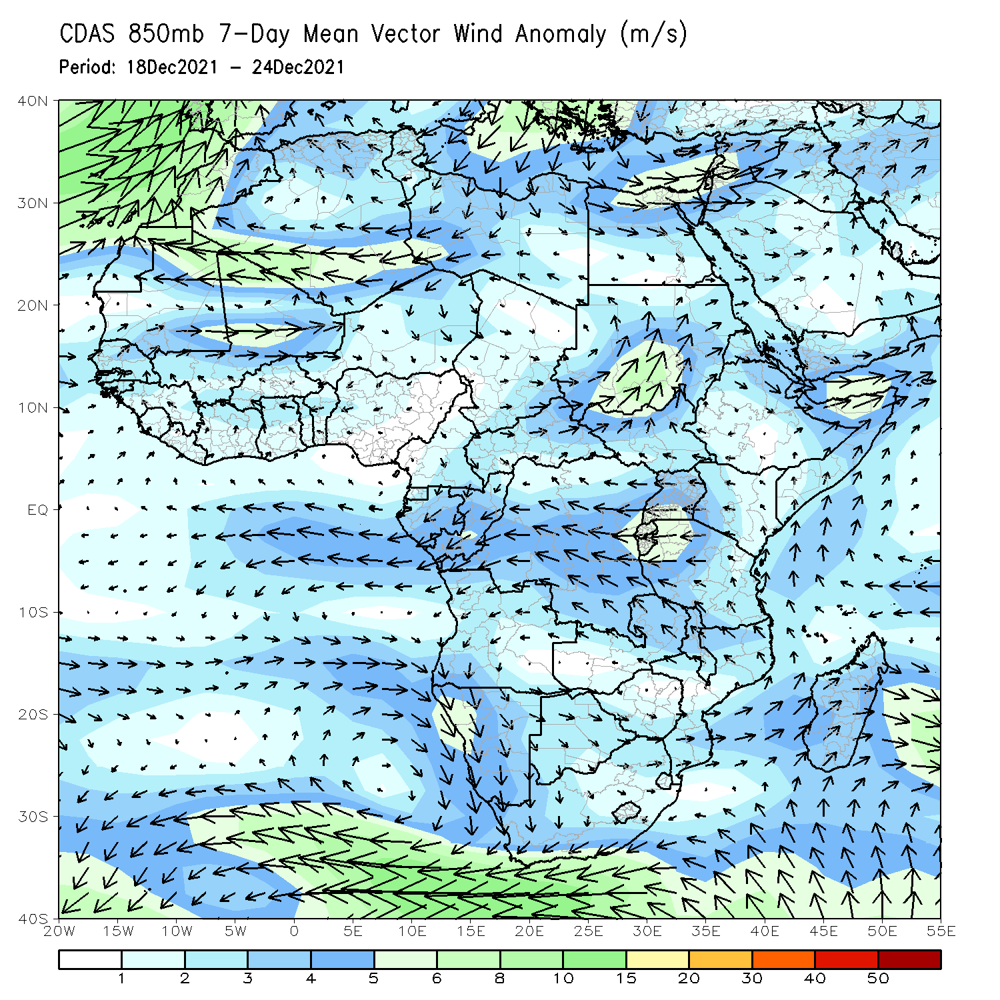 CDAS 850mb 7-Day Mean Vector Wind Anomaly (m/s)
Period: 18Dec2021 - 24Dec2021
40N
30N
20N
10N
EQ
10S
20S
30S
40S
20W 15W 10W 5W 0 5E 10E 15E 20E 25E 30E 35E 40E 45E 50E 55E
1 2 3 4 5 6 8 10 15 20 30 40 50